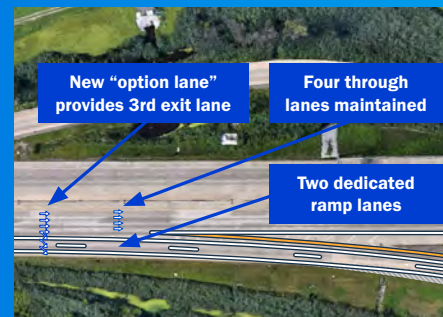 New “option lane”
provides 3rd exit lane
Four through
lanes maintained
Two dedicated
ramp lanes